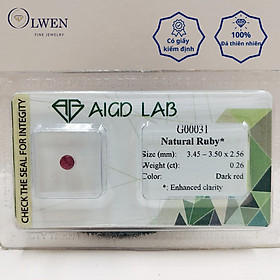 OLWEN
FINE JEWELRY
Có giấy
kiểm định
100%
Đá thiên nhiên
CHECK THE SEAL FOR INTEGITY
AIGD LAB
G00031
Natural Ruby*
Size (mm): 3.45 – 3.50 x 2.56
Weight (ct): 0.26
Color: Dark red
*: Enhanced clarity